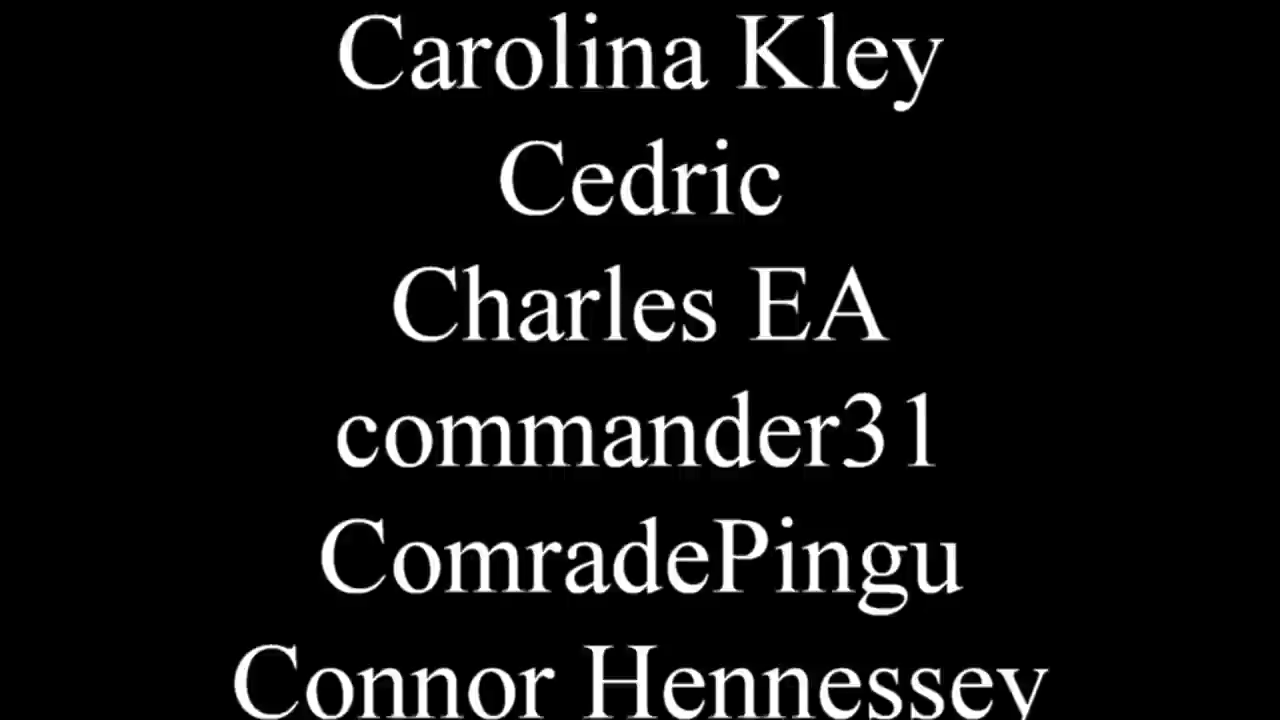 Carolina Kley
Cedric
Charles EA
commander31
ComradePingu
Connor Hennessey